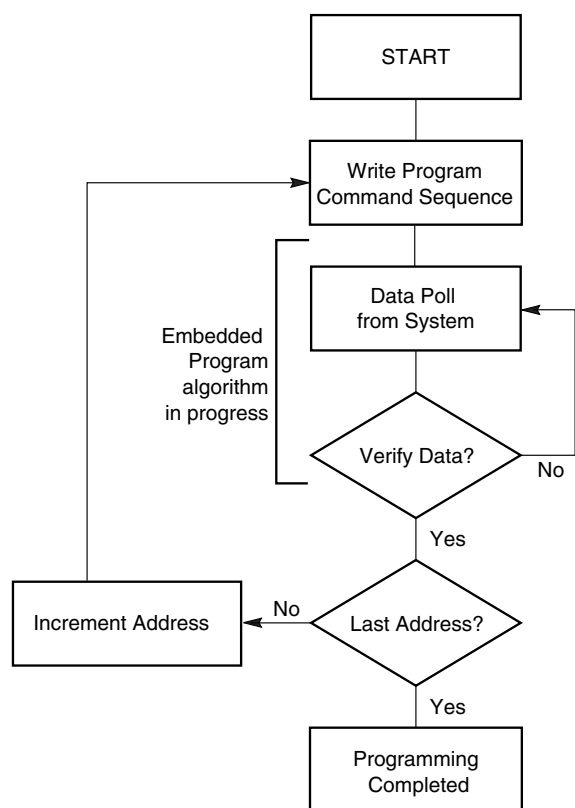 START
Write Program
Command Sequence
Data Poll
from System
Embedded
Program
algorithm
in progress
Verify Data?
No
Yes
Increment Address
No
Last Address?
Yes
Programming
Completed